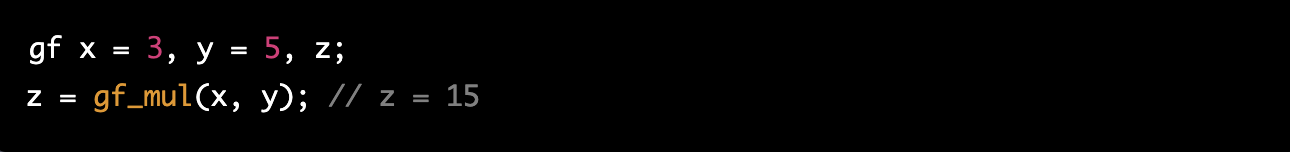 gf x = 3, y = 5, z;
z = gf_mul(x, y); // z = 15